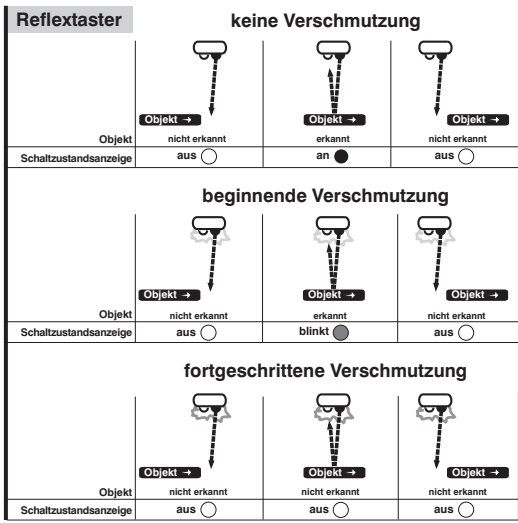 Reflextaster
keine Verschmutzung
Objekt → Objekt → Objekt →
Objekt nicht erkannt erkannt nicht erkannt
Schaltzustandsanzeige aus an aus
beginnende Verschmutzung
Objekt → Objekt → Objekt →
Objekt nicht erkannt erkannt nicht erkannt
Schaltzustandsanzeige aus blinkt aus
fortgeschrittene Verschmutzung
Objekt → Objekt → Objekt →
Objekt nicht erkannt nicht erkannt nicht erkannt
Schaltzustandsanzeige aus aus aus